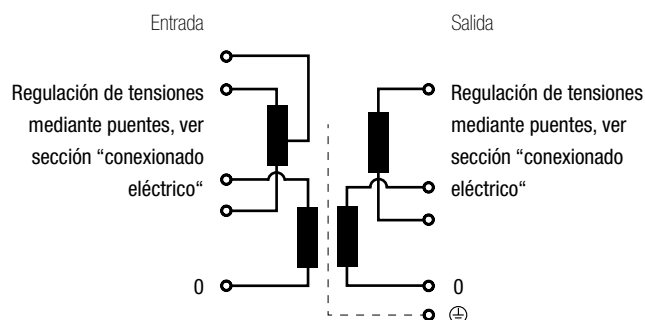 Entrada
Salida
Regulación de tensiones
mediante puentes, ver
sección “conexionado
eléctrico“
Regulación de tensiones
mediante puentes, ver
sección “conexionado
eléctrico“
0
0